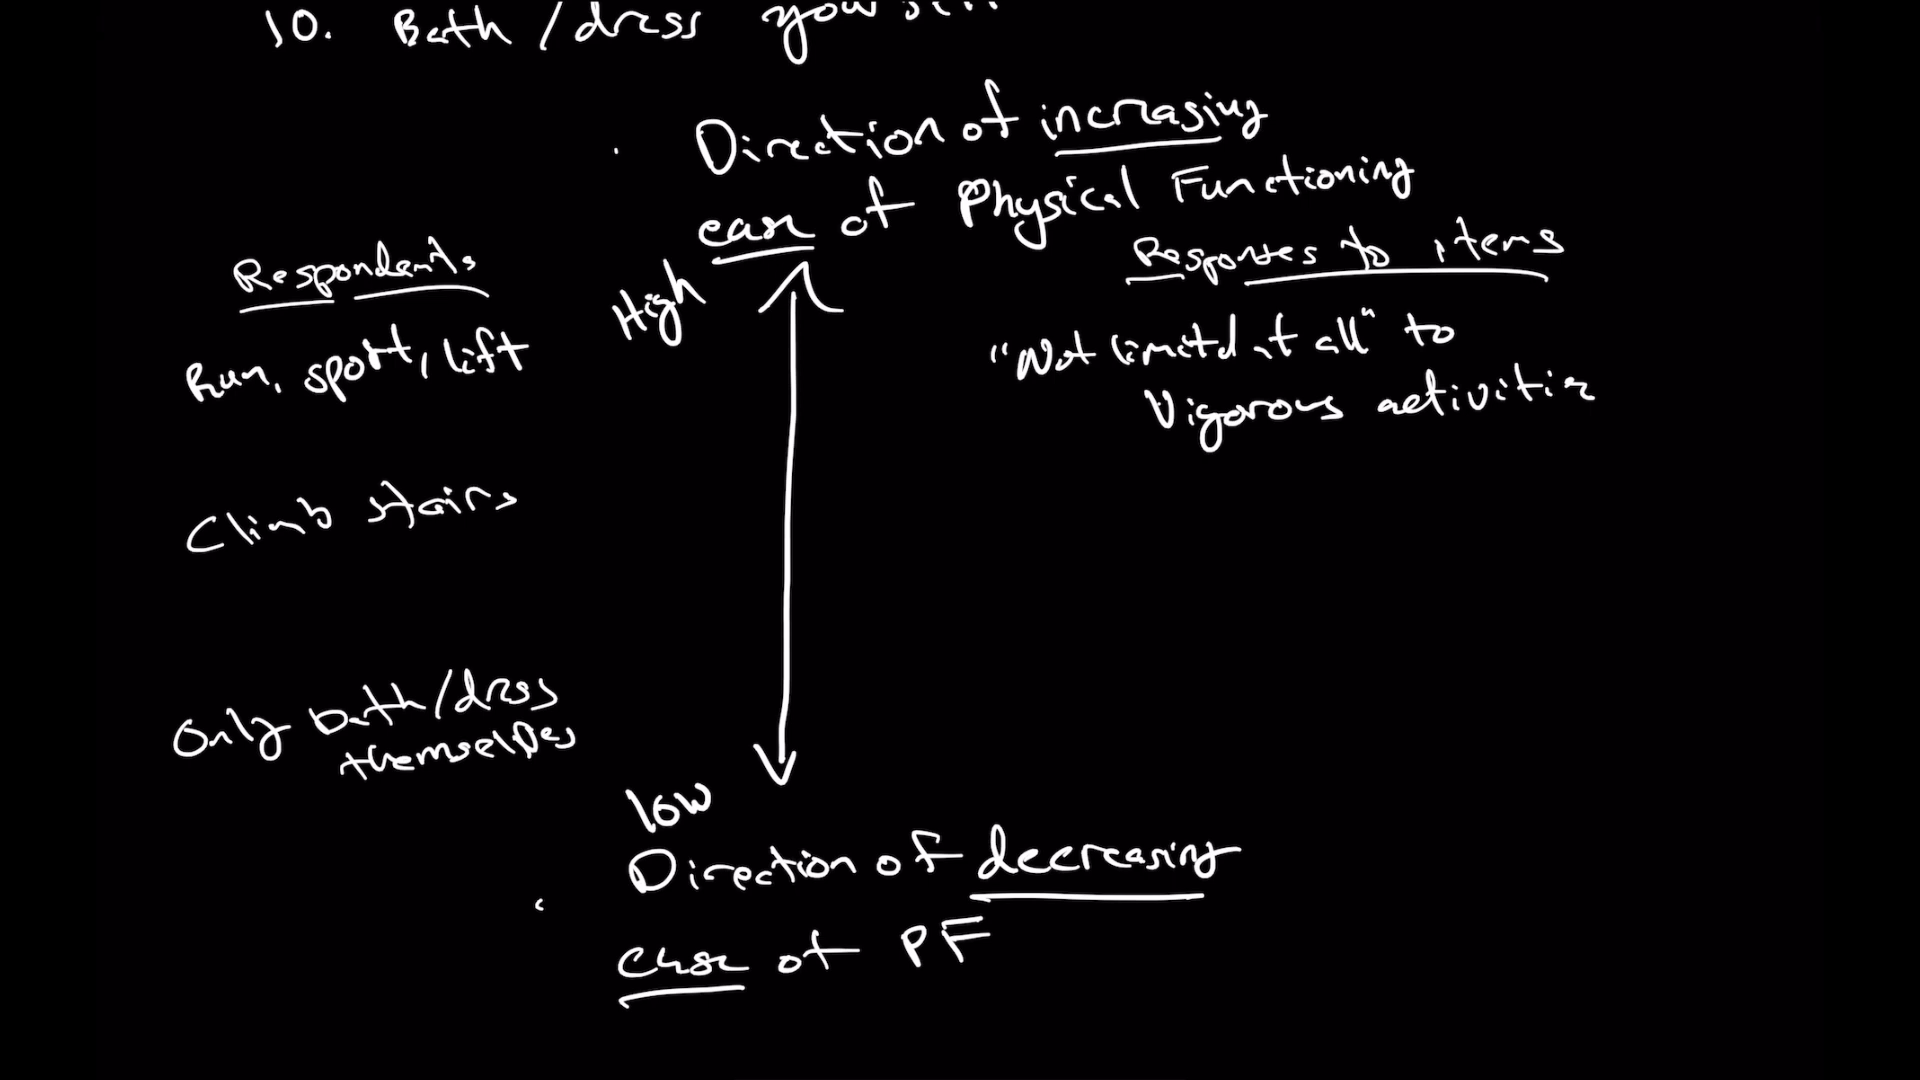 10. Bath/dress yourself
Direction of increasing
ease of Physical Functioning
Respondents
High
Responses to items
Run, sport, lift
"Not limited at all" to
Vigorous activities
Climb stairs
Only bath/dress
themselves
low
Direction of decreasing
ease of PF